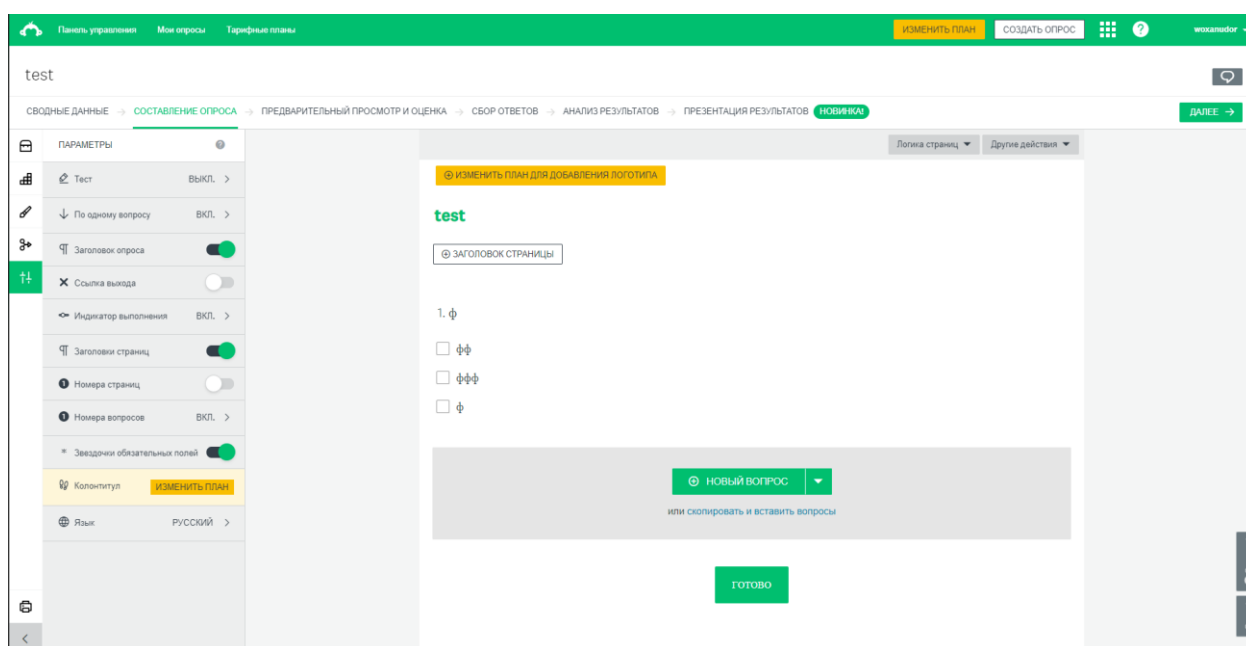 Панель управления Мои опросы Тарифные планы ИЗМЕНИТЬ ПЛАН СОЗДАТЬ ОПРОС ? woxanudor
test
СВОДНЫЕ ДАННЫЕ → СОСТАВЛЕНИЕ ОПРОСА → ПРЕДВАРИТЕЛЬНЫЙ ПРОСМОТР И ОЦЕНКА → СБОР ОТВЕТОВ → АНАЛИЗ РЕЗУЛЬТАТОВ → ПРЕЗЕНТАЦИЯ РЕЗУЛЬТАТОВ НОВИНКА! ДАЛЕЕ →
ПАРАМЕТРЫ
Тест ВЫКЛ.
По одному вопросу ВКЛ.
Заголовок опроса
Ссылка выхода
Индикатор выполнения ВКЛ.
Заголовки страниц
Номера страниц
Номера вопросов ВКЛ.
* Звездочки обязательных полей
Колонтитул ИЗМЕНИТЬ ПЛАН
Язык РУССКИЙ
Логика страниц Другие действия
ИЗМЕНИТЬ ПЛАН ДЛЯ ДОБАВЛЕНИЯ ЛОГОТИПА
test
ЗАГОЛОВОК СТРАНИЦЫ
1. ф
фф
ффф
ф
НОВЫЙ ВОПРОС
или скопировать и вставить вопросы
ГОТОВО